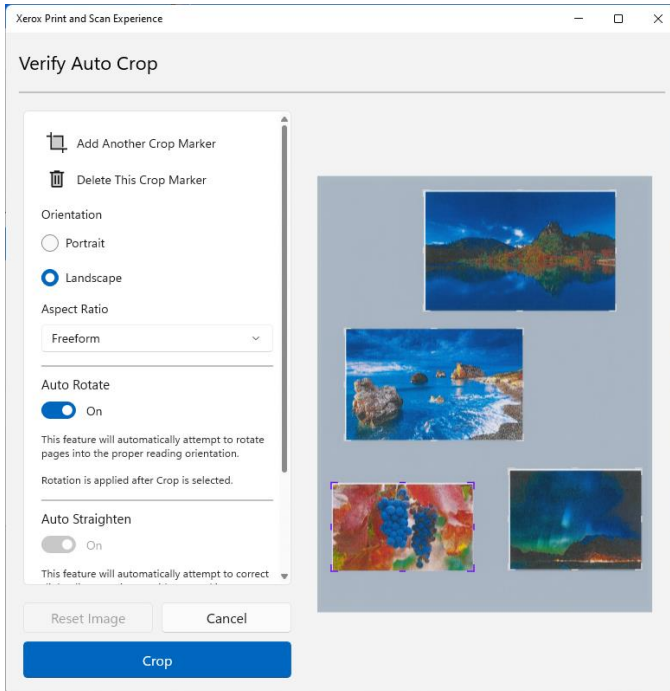 Xerox Print and Scan Experience
Verify Auto Crop
Add Another Crop Marker
Delete This Crop Marker
Orientation
Portrait
Landscape
Aspect Ratio
Freeform
Auto Rotate
On
This feature will automatically attempt to rotate
pages into the proper reading orientation.
Rotation is applied after Crop is selected.
Auto Straighten
On
This feature will automatically attempt to correct
Reset Image
Cancel
Crop